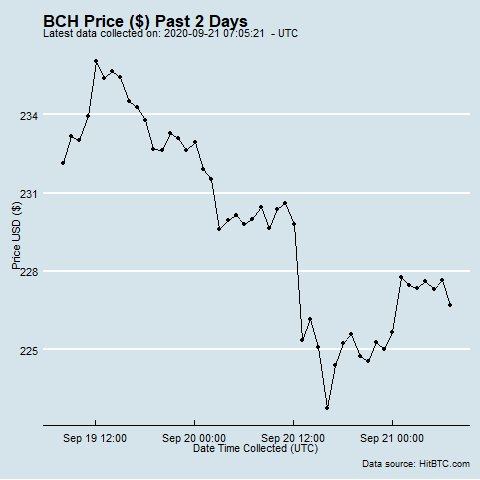 BCH Price ($) Past 2 Days
Latest data collected on: 2020-09-21 07:05:21  - UTC
234
231
228
225
Price USD ($)
Sep 19 12:00
Sep 20 00:00
Sep 20 12:00
Sep 21 00:00
Date Time Collected (UTC)
Data source: HitBTC.com